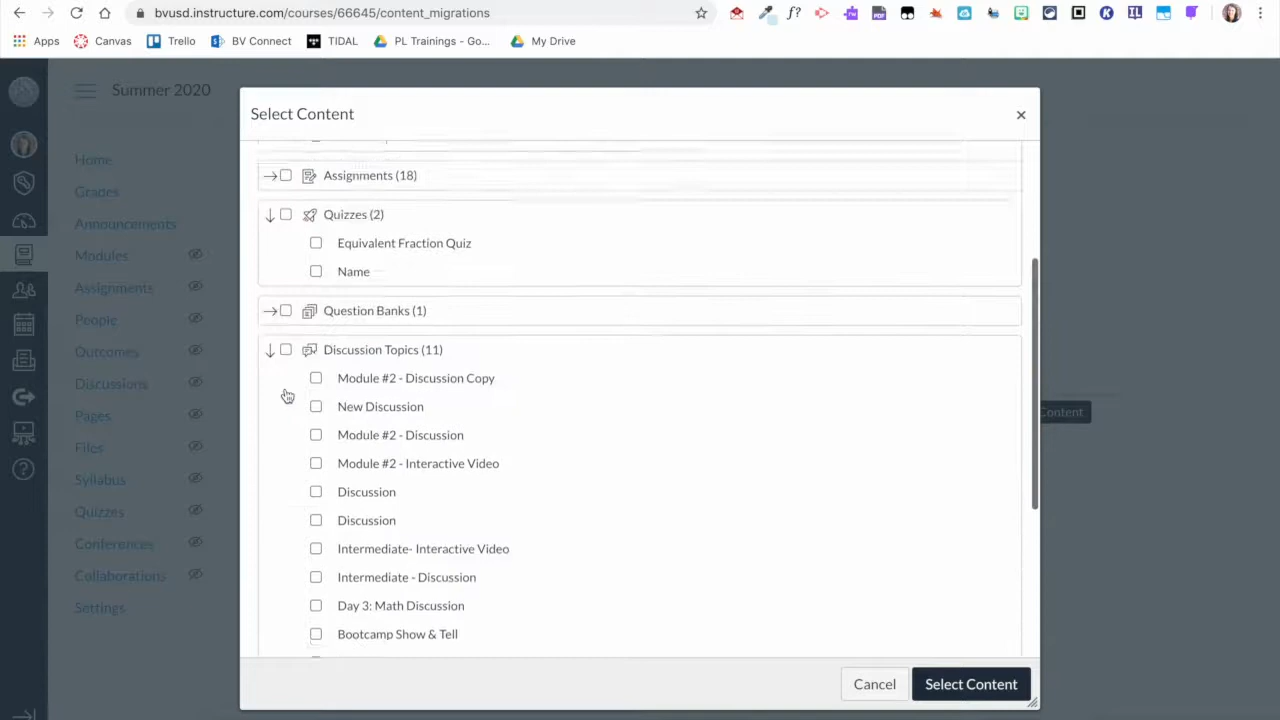 bvusd.instructure.com/courses/66645/content_migrations
Apps
Canvas
Trello
BV Connect
TIDAL
PL Trainings - Go...
My Drive
Summer 2020
Home
Grades
Announcements
Modules
Assignments
People
Outcomes
Discussions
Pages
Files
Syllabus
Quizzes
Conferences
Collaborations
Settings
Select Content
Assignments (18)
Quizzes (2)
Equivalent Fraction Quiz
Name
Question Banks (1)
Discussion Topics (11)
Module #2 - Discussion Copy
New Discussion
Module #2 - Discussion
Module #2 - Interactive Video
Discussion
Discussion
Intermediate- Interactive Video
Intermediate - Discussion
Day 3: Math Discussion
Bootcamp Show & Tell
Content
Cancel
Select Content